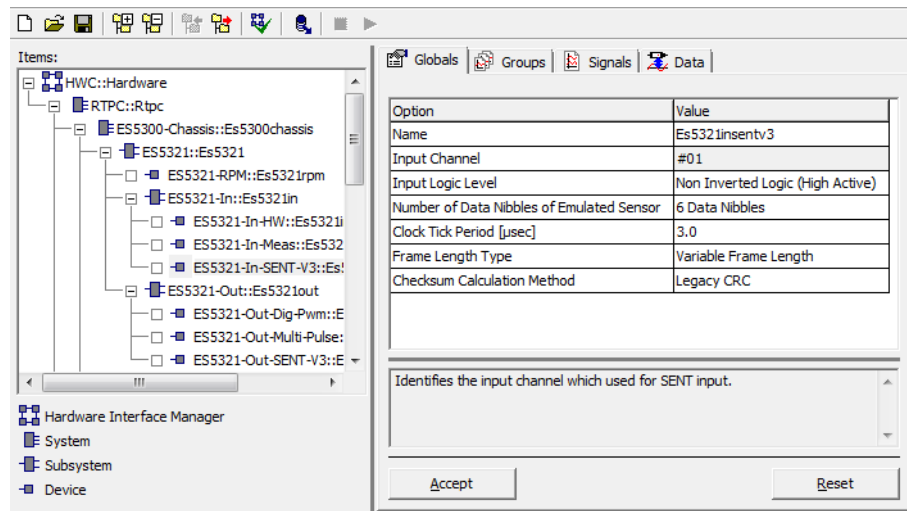 Items:
HWC::Hardware
RTPC::Rtpc
ES5300-Chassis::Es5300chassis
ES5321::Es5321
ES5321-RPM::Es5321rpm
ES5321-In::Es5321in
ES5321-In-HW::Es5321i
ES5321-In-Meas::Es532
ES5321-In-SENT-V3::Es!
ES5321-Out::Es5321out
ES5321-Out-Dig-Pwm::E
ES5321-Out-Multi-Pulse:
ES5321-Out-SENT-V3::E
Hardware Interface Manager
System
Subsystem
Device
Globals Groups Signals Data
Option Value
Name Es5321insentv3
Input Channel #01
Input Logic Level Non Inverted Logic (High Active)
Number of Data Nibbles of Emulated Sensor 6 Data Nibbles
Clock Tick Period [µsec] 3.0
Frame Length Type Variable Frame Length
Checksum Calculation Method Legacy CRC
Identifies the input channel which used for SENT input.
Accept Reset